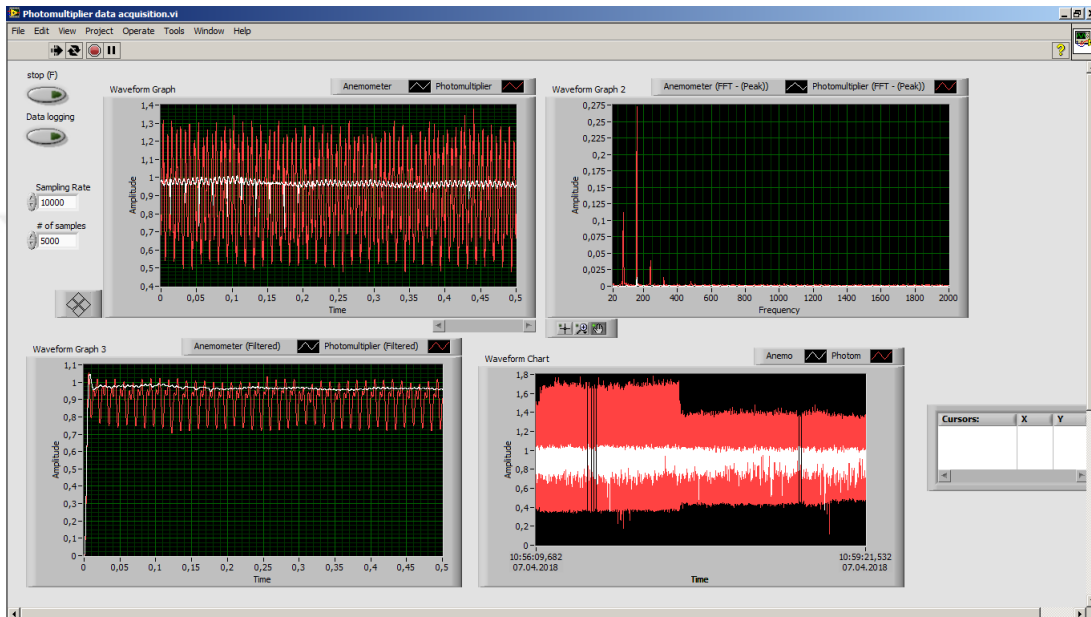 Photomultiplier data acquisition.vi
File Edit View Project Operate Tools Window Help
stop (F)
Data logging
Sampling Rate
10000
# of samples
5000
Waveform Graph
Anemometer Photomultiplier
Amplitude
1,4
1,3
1,2
1,1
1
0,9
0,8
0,7
0,6
0,5
0,4
0 0,05 0,1 0,15 0,2 0,25 0,3 0,35 0,4 0,45 0,5
Time
Waveform Graph 2
Anemometer (FFT - (Peak)) Photomultiplier (FFT - (Peak))
Amplitude
0,275
0,25
0,225
0,2
0,175
0,15
0,125
0,1
0,075
0,05
0,025
0
20 200 400 600 800 1000 1200 1400 1600 1800 2000
Frequency
Waveform Graph 3
Anemometer (Filtered) Photomultiplier (Filtered)
Amplitude
1,1
1
0,9
0,8
0,7
0,6
0,5
0,4
0,3
0,2
0,1
0
0 0,05 0,1 0,15 0,2 0,25 0,3 0,35 0,4 0,45 0,5
Time
Waveform Chart
Anemo Photom
Amplitude
1,8
1,6
1,4
1,2
1
0,8
0,6
0,4
0,2
0
10:56:09,682 10:59:21,532
07.04.2018 07.04.2018
Time
Cursors: X Y